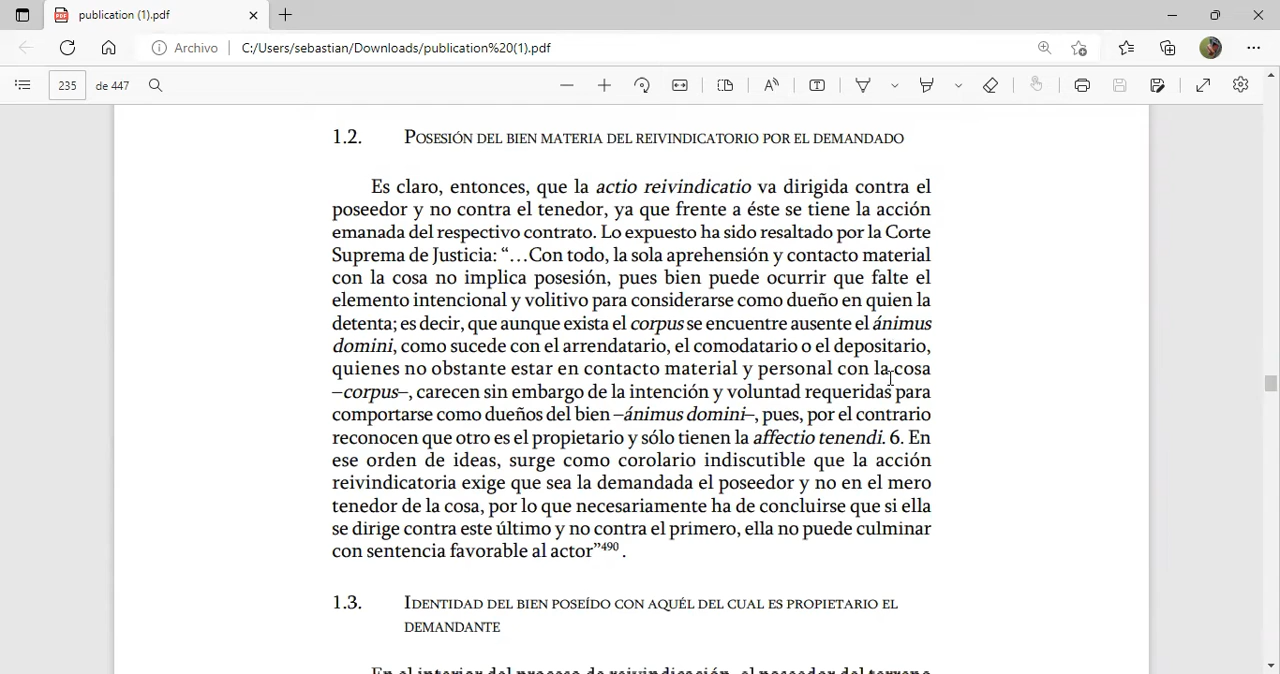 publication (1).pdf
Archivo
C:/Users/sebastian/Downloads/publication%20(1).pdf
235 de 447
1.2. POSESIÓN DEL BIEN MATERIA DEL REIVINDICATORIO POR EL DEMANDADO
Es claro, entonces, que la actio reivindicatio va dirigida contra el
poseedor y no contra el tenedor, ya que frente a éste se tiene la acción
emanada del respectivo contrato. Lo expuesto ha sido resaltado por la Corte
Suprema de Justicia: “…Con todo, la sola aprehensión y contacto material
con la cosa no implica posesión, pues bien puede ocurrir que falte el
elemento intencional y volitivo para considerarse como dueño en quien la
detenta; es decir, que aunque exista el corpus se encuentre ausente el ánimus
domini, como sucede con el arrendatario, el comodatario o el depositario,
quienes no obstante estar en contacto material y personal con la cosa
–corpus–, carecen sin embargo de la intención y voluntad requeridas para
comportarse como dueños del bien –ánimus domini–, pues, por el contrario
reconocen que otro es el propietario y sólo tienen la affectio tenendi. 6. En
ese orden de ideas, surge como corolario indiscutible que la acción
reivindicatoria exige que sea la demandada el poseedor y no en el mero
tenedor de la cosa, por lo que necesariamente ha de concluirse que si ella
se dirige contra este último y no contra el primero, ella no puede culminar
con sentencia favorable al actor”490 .
1.3. IDENTIDAD DEL BIEN POSEÍDO CON AQUÉL DEL CUAL ES PROPIETARIO EL
DEMANDANTE
En el interior del proceso de reivindicación, el poseedor del terreno